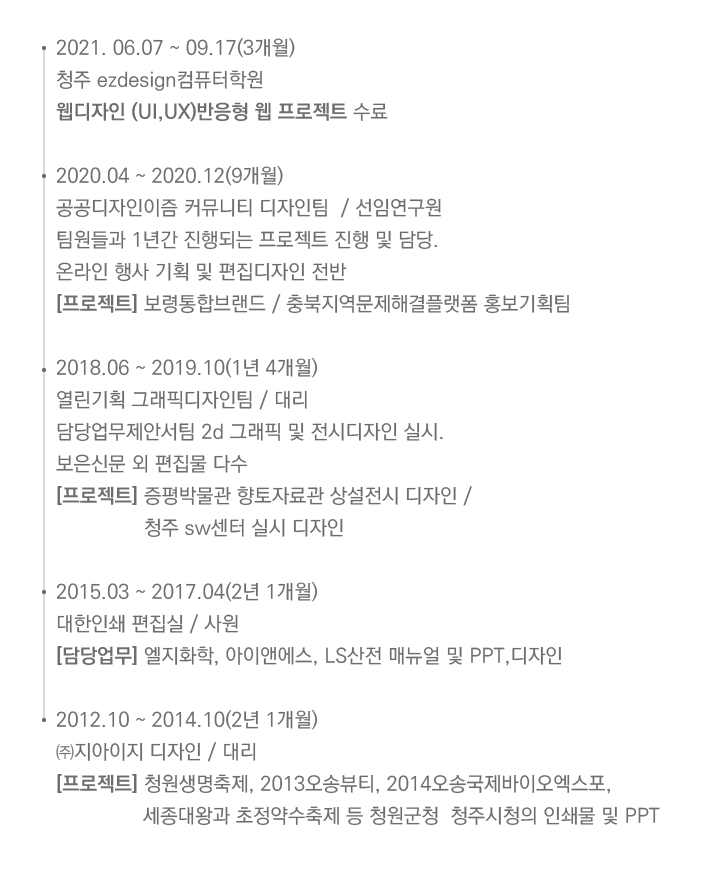 2021. 06.07 ~ 09.17(3개월)
청주 ezdesign컴퓨터학원
웹디자인 (UI,UX)반응형 웹 프로젝트 수료
2020.04 ~ 2020.12(9개월)
공공디자인이즘 커뮤니티 디자인팀 / 선임연구원
팀원들과 1년간 진행되는 프로젝트 진행 및 담당.
온라인 행사 기획 및 편집디자인 전반
[프로젝트] 보령통합브랜드 / 충북지역문제해결플랫폼 홍보기획팀
2018.06 ~ 2019.10(1년 4개월)
열린기획 그래픽디자인팀 / 대리
담당업무제안서팀 2d 그래픽 및 전시디자인 실시.
보은신문 외 편집물 다수
[프로젝트] 증평박물관 향토자료관 상설전시 디자인 /
청주 sw센터 실시 디자인
2015.03 ~ 2017.04(2년 1개월)
대한인쇄 편집실 / 사원
[담당업무] 엘지화학, 아이앤에스, LS산전 매뉴얼 및 PPT,디자인
2012.10 ~ 2014.10(2년 1개월)
㈜지아이지 디자인 / 대리
[프로젝트] 청원생명축제, 2013오송뷰티, 2014오송국제바이오엑스포,
세종대왕과 초정약수축제 등 청원군청 청주시청의 인쇄물 및 PPT